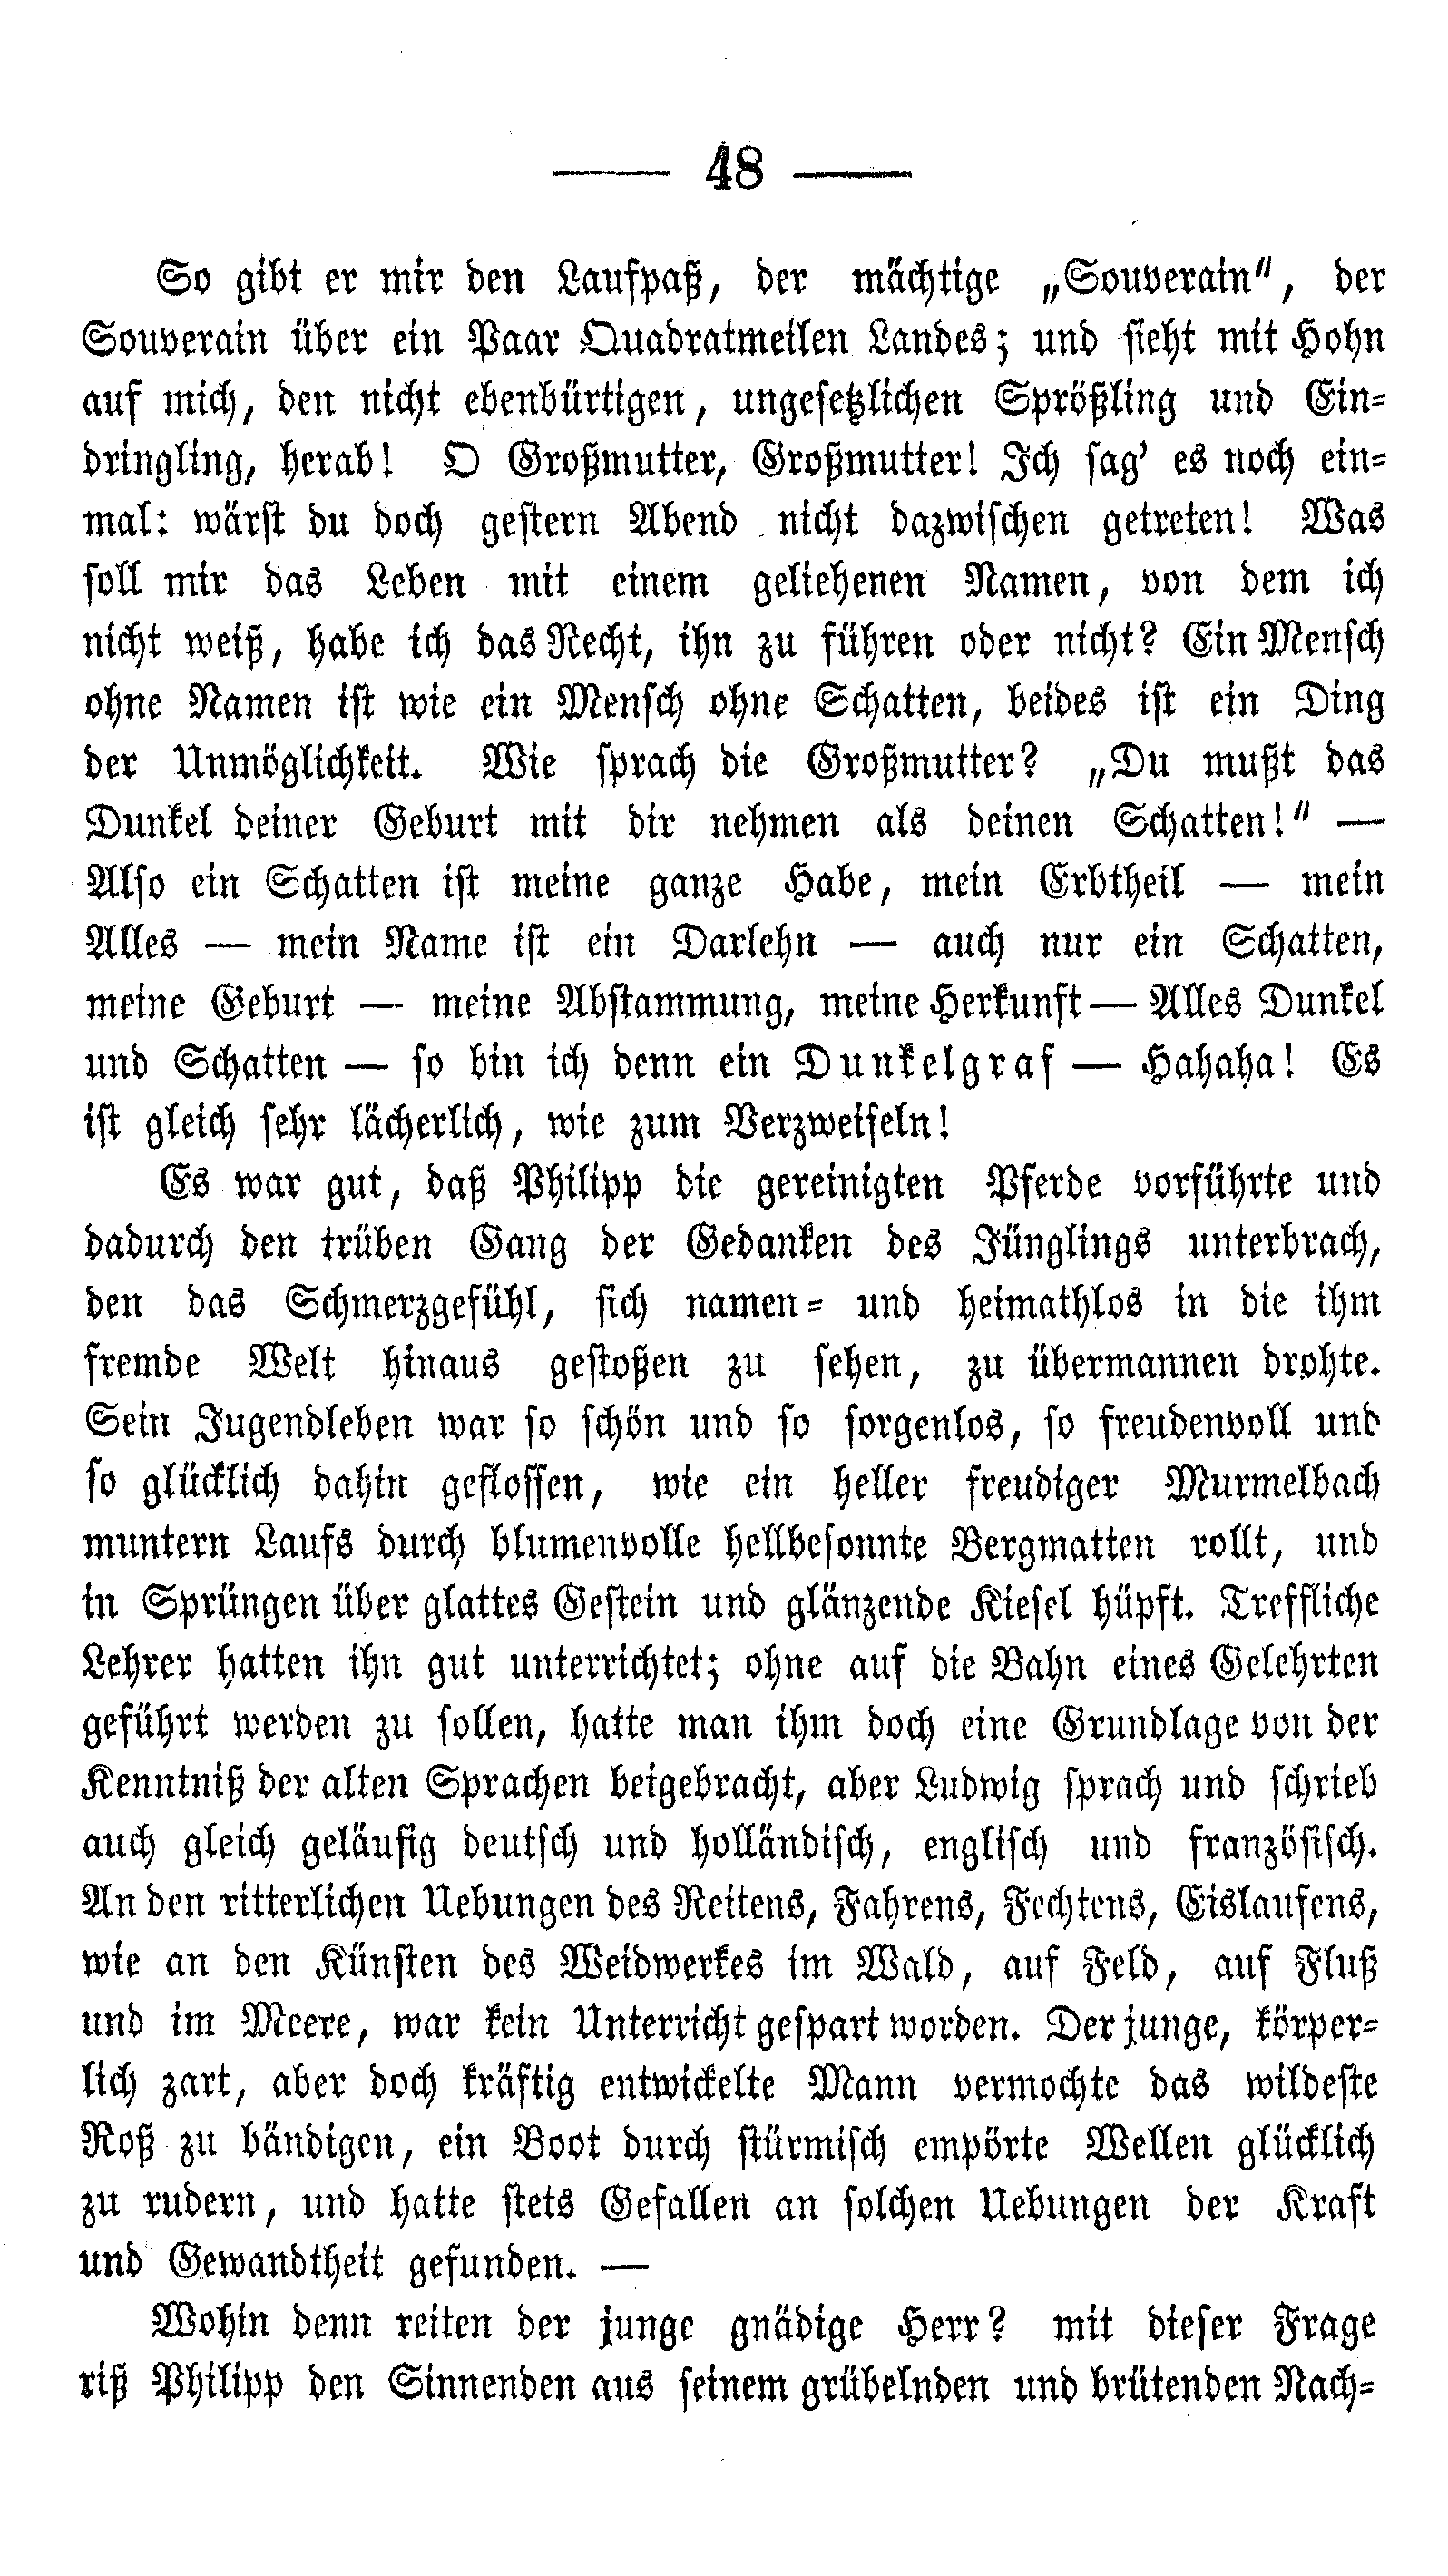 —— 48 ——
So gibt er mir den Laufpaß, der mächtige „Souverain“, der
Souverain über ein Paar Quadratmeilen Landes; und sieht mit Hohn
auf mich, den nicht ebenbürtigen, ungesetzlichen Sprößling und Ein-
dringling, herab! O Großmutter, Großmutter! Ich sag’ es noch ein-
mal: wärst du doch gestern Abend nicht dazwischen getreten! Was
soll mir das Leben mit einem geliehenen Namen, von dem ich
nicht weiß, habe ich das Recht, ihn zu führen oder nicht? Ein Mensch
ohne Namen ist wie ein Mensch ohne Schatten, beides ist ein Ding
der Unmöglichkeit. Wie sprach die Großmutter? „Du mußt das
Dunkel deiner Geburt mit dir nehmen als deinen Schatten!“ —
Also ein Schatten ist meine ganze Habe, mein Erbtheil — mein
Alles — mein Name ist ein Darlehn — auch nur ein Schatten,
meine Geburt — meine Abstammung, meine Herkunft — Alles Dunkel
und Schatten — so bin ich denn ein Dunkelgraf — Hahaha! Es
ist gleich sehr lächerlich, wie zum Verzweifeln!
Es war gut, daß Philipp die gereinigten Pferde vorführte und
dadurch den trüben Gang der Gedanken des Jünglings unterbrach,
den das Schmerzgefühl, sich namen- und heimathlos in die ihm
fremde Welt hinaus gestoßen zu sehen, zu übermannen drohte.
Sein Jugendleben war so schön und so sorgenlos, so freudenvoll und
so glücklich dahin geflossen, wie ein heller freudiger Murmelbach
muntern Laufs durch blumenvolle hellbesonnte Bergmatten rollt, und
in Sprüngen über glattes Gestein und glänzende Kiesel hüpft. Treffliche
Lehrer hatten ihn gut unterrichtet; ohne auf die Bahn eines Gelehrten
geführt werden zu sollen, hatte man ihm doch eine Grundlage von der
Kenntniß der alten Sprachen beigebracht, aber Ludwig sprach und schrieb
auch gleich geläufig deutsch und holländisch, englisch und französisch.
An den ritterlichen Uebungen des Reitens, Fahrens, Fechtens, Eislaufens,
wie an den Künsten des Weidwerkes im Wald, auf Feld, auf Fluß
und im Meere, war kein Unterricht gespart worden. Der junge, körper-
lich zart, aber doch kräftig entwickelte Mann vermochte das wildeste
Roß zu bändigen, ein Boot durch stürmisch empörte Wellen glücklich
zu rudern, und hatte stets Gefallen an solchen Uebungen der Kraft
und Gewandtheit gefunden. —
Wohin denn reiten der junge gnädige Herr? mit dieser Frage
riß Philipp den Sinnenden aus seinem grübelnden und brütenden Nach-